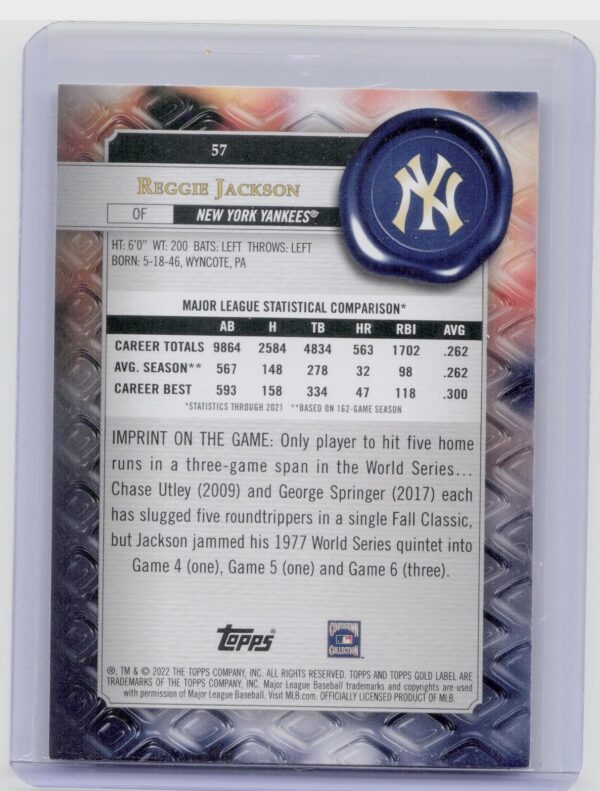 57
REGGIE JACKSON
OF NEW YORK YANKEES®
NY
HT: 6'0" WT: 200 BATS: LEFT THROWS: LEFT
BORN: 5-18-46, WYNCOTE, PA
MAJOR LEAGUE STATISTICAL COMPARISON*
AB H TB HR RBI AVG
CAREER TOTALS 9864 2584 4834 563 1702 .262
AVG. SEASON** 567 148 278 32 98 .262
CAREER BEST 593 158 334 47 118 .300
*STATISTICS THROUGH 2021 **BASED ON 162-GAME SEASON
IMPRINT ON THE GAME: Only player to hit five home
runs in a three-game span in the World Series...
Chase Utley (2009) and George Springer (2017) each
has slugged five roundtrippers in a single Fall Classic,
but Jackson jammed his 1977 World Series quintet into
Game 4 (one), Game 5 (one) and Game 6 (three).
TOPPS
COOPERSTOWN
COLLECTION
®, TM & © 2022 THE TOPPS COMPANY, INC. ALL RIGHTS RESERVED. TOPPS AND TOPPS GOLD LABEL ARE
TRADEMARKS OF THE TOPPS COMPANY, INC. Major League Baseball trademarks and copyrights are used
with permission of Major League Baseball. Visit MLB.com. OFFICIALLY LICENSED PRODUCT OF MLB.